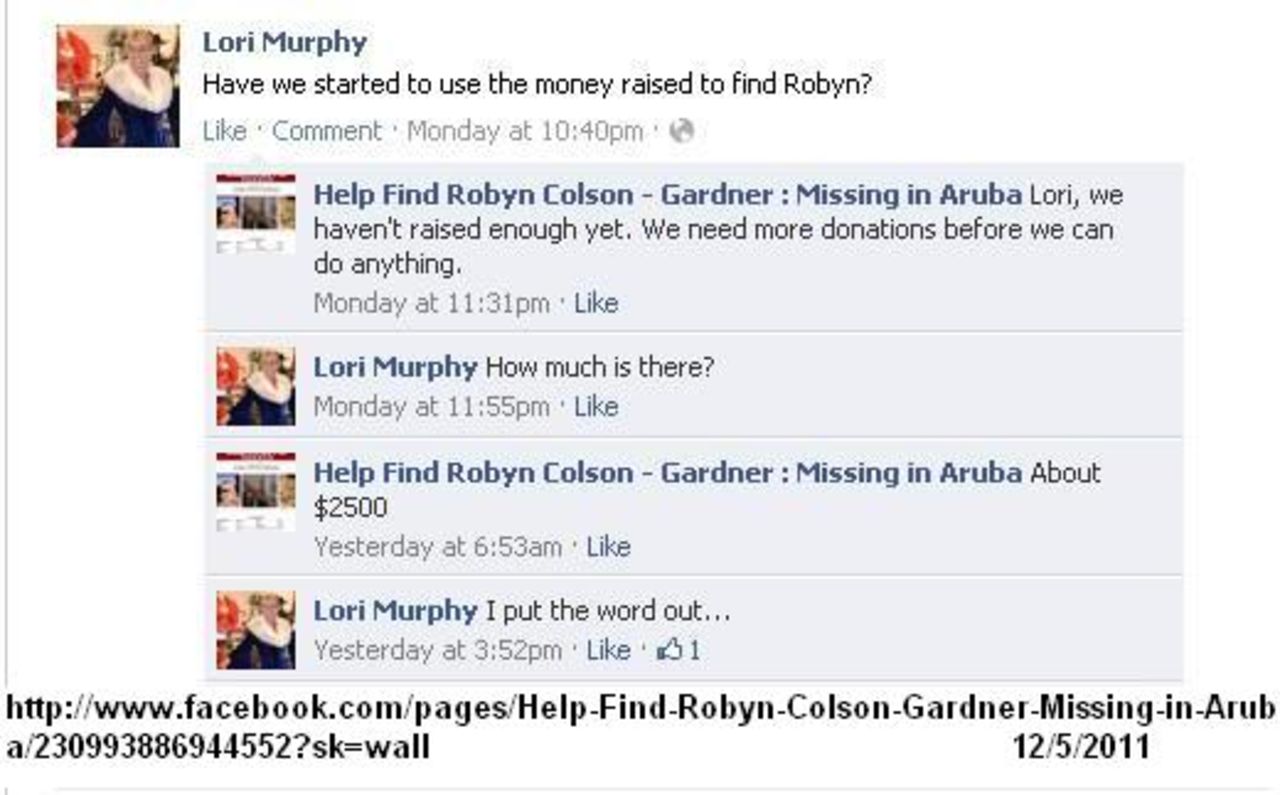 Lori Murphy
Have we started to use the money raised to find Robyn?
Like · Comment · Monday at 10:40pm ·
Help Find Robyn Colson - Gardner : Missing in Aruba Lori, we
haven't raised enough yet. We need more donations before we can
do anything.
Monday at 11:31pm · Like
Lori Murphy How much is there?
Monday at 11:55pm · Like
Help Find Robyn Colson - Gardner : Missing in Aruba About
$2500
Yesterday at 6:53am · Like
Lori Murphy I put the word out...
Yesterday at 3:52pm · Like · 1
http://www.facebook.com/pages/Help-Find-Robyn-Colson-Gardner-Missing-in-Arub
a/230993886944552?sk=wall 12/5/2011